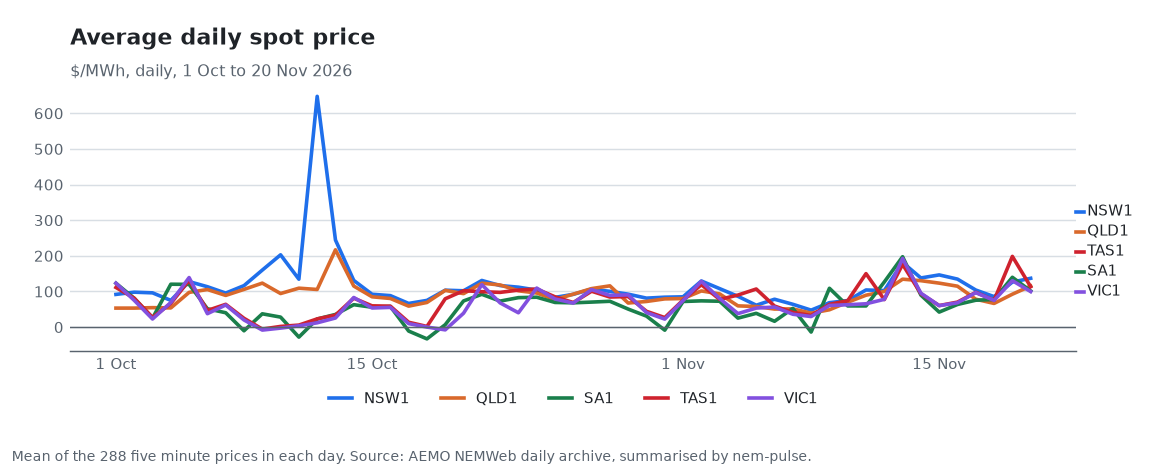 Average daily spot price
$/MWh, daily, 1 Oct to 20 Nov 2026
600
500
400
300
200
100
0
NSW1
QLD1
TAS1
SA1
VIC1
1 Oct 15 Oct 1 Nov 15 Nov
NSW1 QLD1 SA1 TAS1 VIC1
Mean of the 288 five minute prices in each day. Source: AEMO NEMWeb daily archive, summarised by nem-pulse.